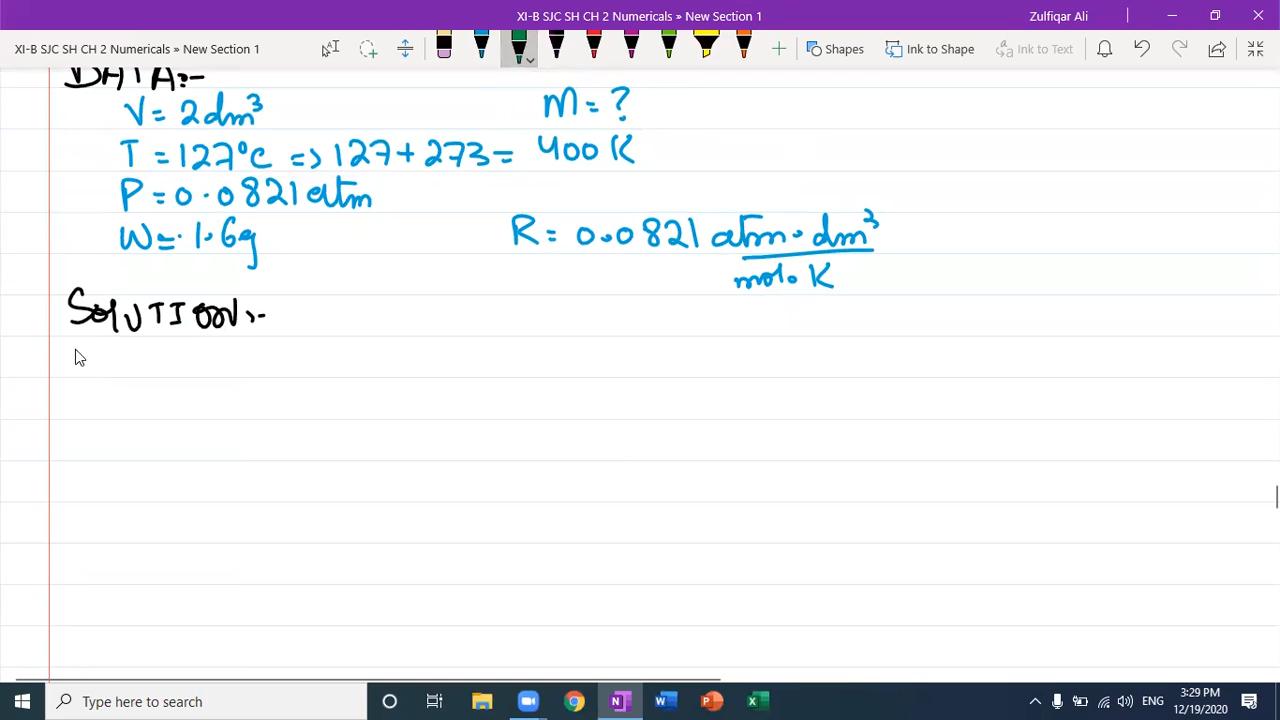 XI-B SJC SH CH 2 Numericals » New Section 1
Zulfiqar Ali
XI-B SJC SH CH 2 Numericals » New Section 1
Shapes
Ink to Shape
Ink to Text
DATA:-
V = 2dm³
M = ?
T = 127°C => 127 + 273 = 400 K
P = 0.0821 atm
W = 1.6g
R = 0.0821 atm . dm³
mol. K
SOLUTION:-
Type here to search
ENG
3:29 PM
12/19/2020